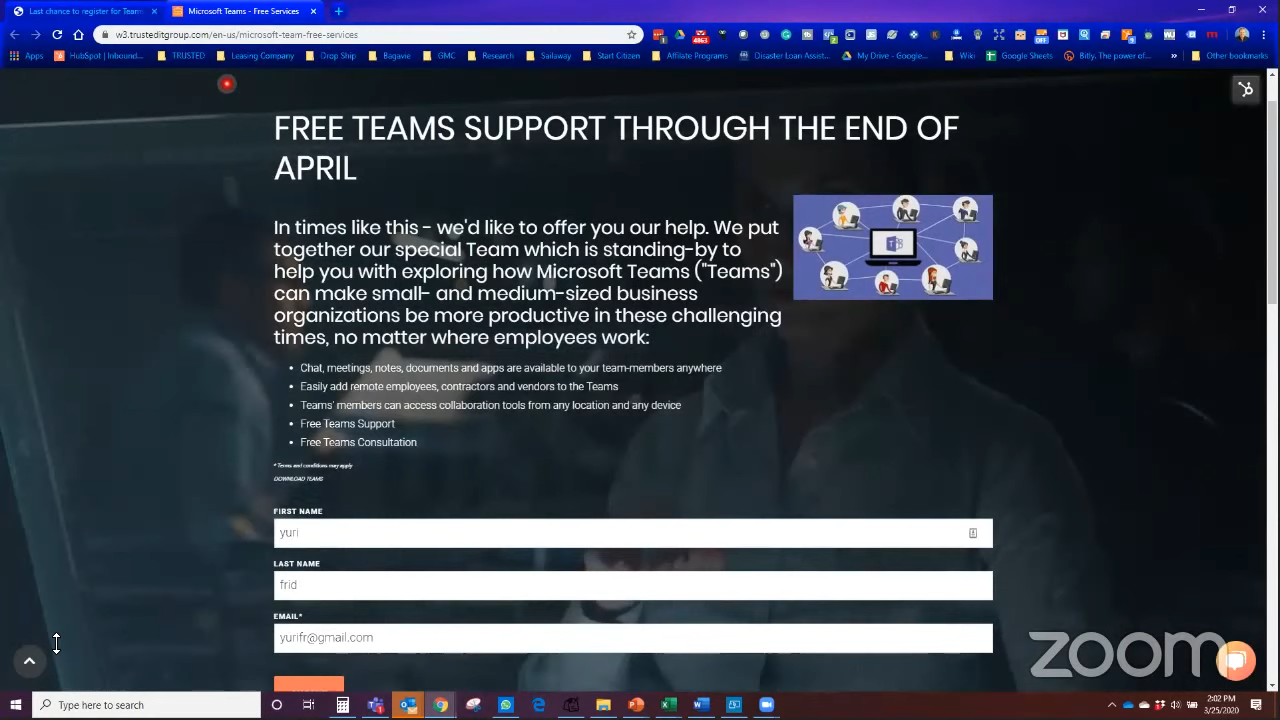 Last chance to register for Team
Microsoft Teams - Free Services
w3.trusteditgroup.com/en-us/microsoft-team-free-services
Apps
HubSpot | Inbound...
TRUSTED
Leasing Company
Drop Ship
Bagavie
GMC
Research
Sailaway
Start Citizen
Affiliate Programs
Disaster Loan Assist...
My Drive - Google...
Wiki
Google Sheets
Bitly. The power of...
Other bookmarks
FREE TEAMS SUPPORT THROUGH THE END OF
APRIL
In times like this - we'd like to offer you our help. We put
together our special Team which is standing-by to
help you with exploring how Microsoft Teams ("Teams")
can make small- and medium-sized business
organizations be more productive in these challenging
times, no matter where employees work:
• Chat, meetings, notes, documents and apps are available to your team-members anywhere
• Easily add remote employees, contractors and vendors to the Teams
• Teams' members can access collaboration tools from any location and any device
• Free Teams Support
• Free Teams Consultation
* Terms and conditions may apply
DOWNLOAD TEAMS
FIRST NAME
yuri
LAST NAME
frid
EMAIL*
yurifr@gmail.com
zoom
Type here to search
2:02 PM
3/25/2020